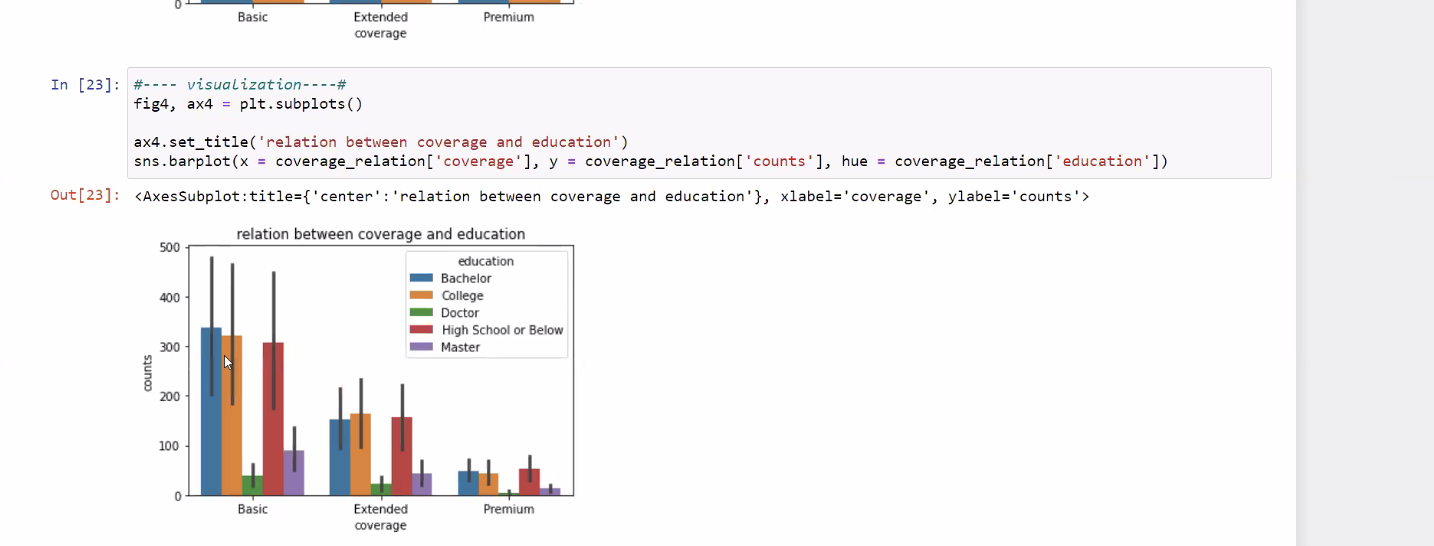 0
Basic Extended Premium
coverage
In [23]: #---- visualization----#
fig4, ax4 = plt.subplots()
ax4.set_title('relation between coverage and education')
sns.barplot(x = coverage_relation['coverage'], y = coverage_relation['counts'], hue = coverage_relation['education'])
Out[23]: <AxesSubplot:title={'center':'relation between coverage and education'}, xlabel='coverage', ylabel='counts'>
relation between coverage and education
500
400
300
200
100
0
counts
education
Bachelor
College
Doctor
High School or Below
Master
Basic Extended Premium
coverage